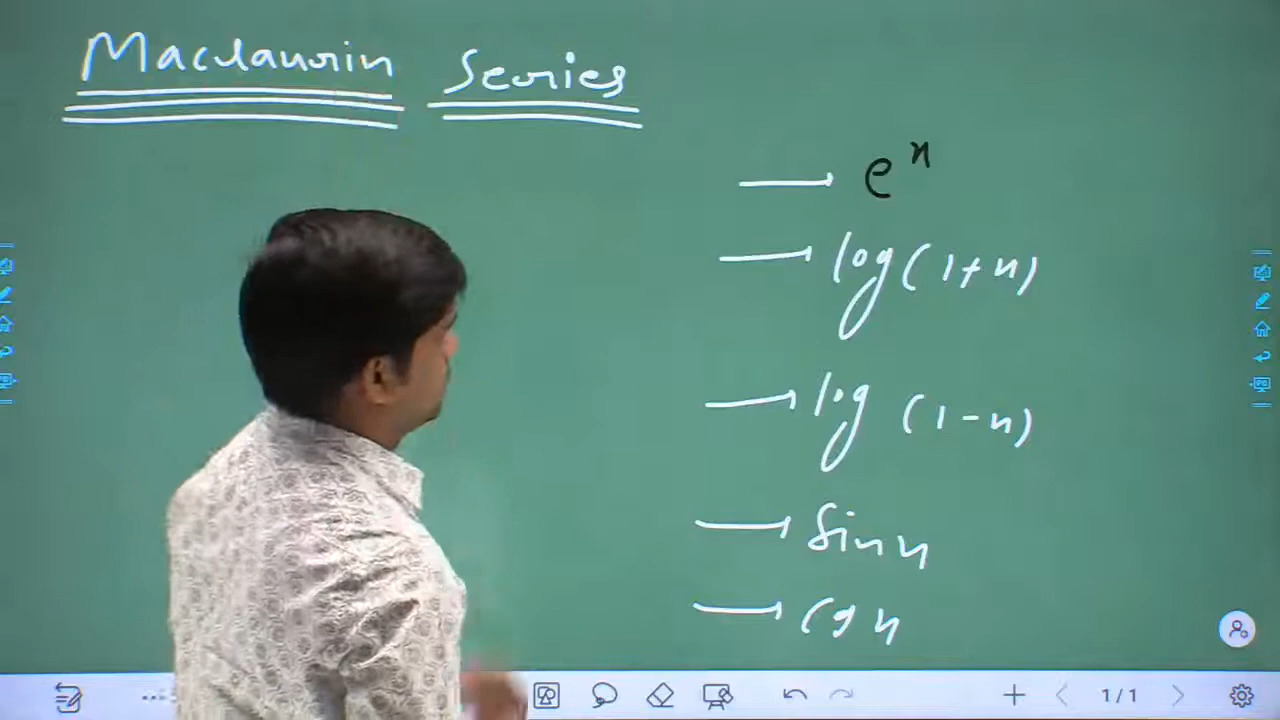 Maclaurin Series
e^x
log(1+x)
log (1-x)
Sin x
Cos x
1/1